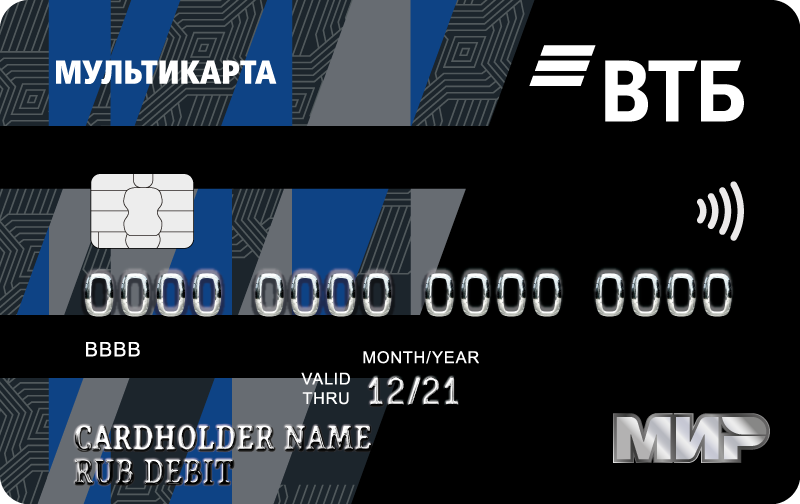 МУЛЬТИКАРТА
ВТБ
0000 0000 0000 0000
BBBB
MONTH/YEAR
VALID THRU 12/21
CARDHOLDER NAME
RUB DEBIT
МИР